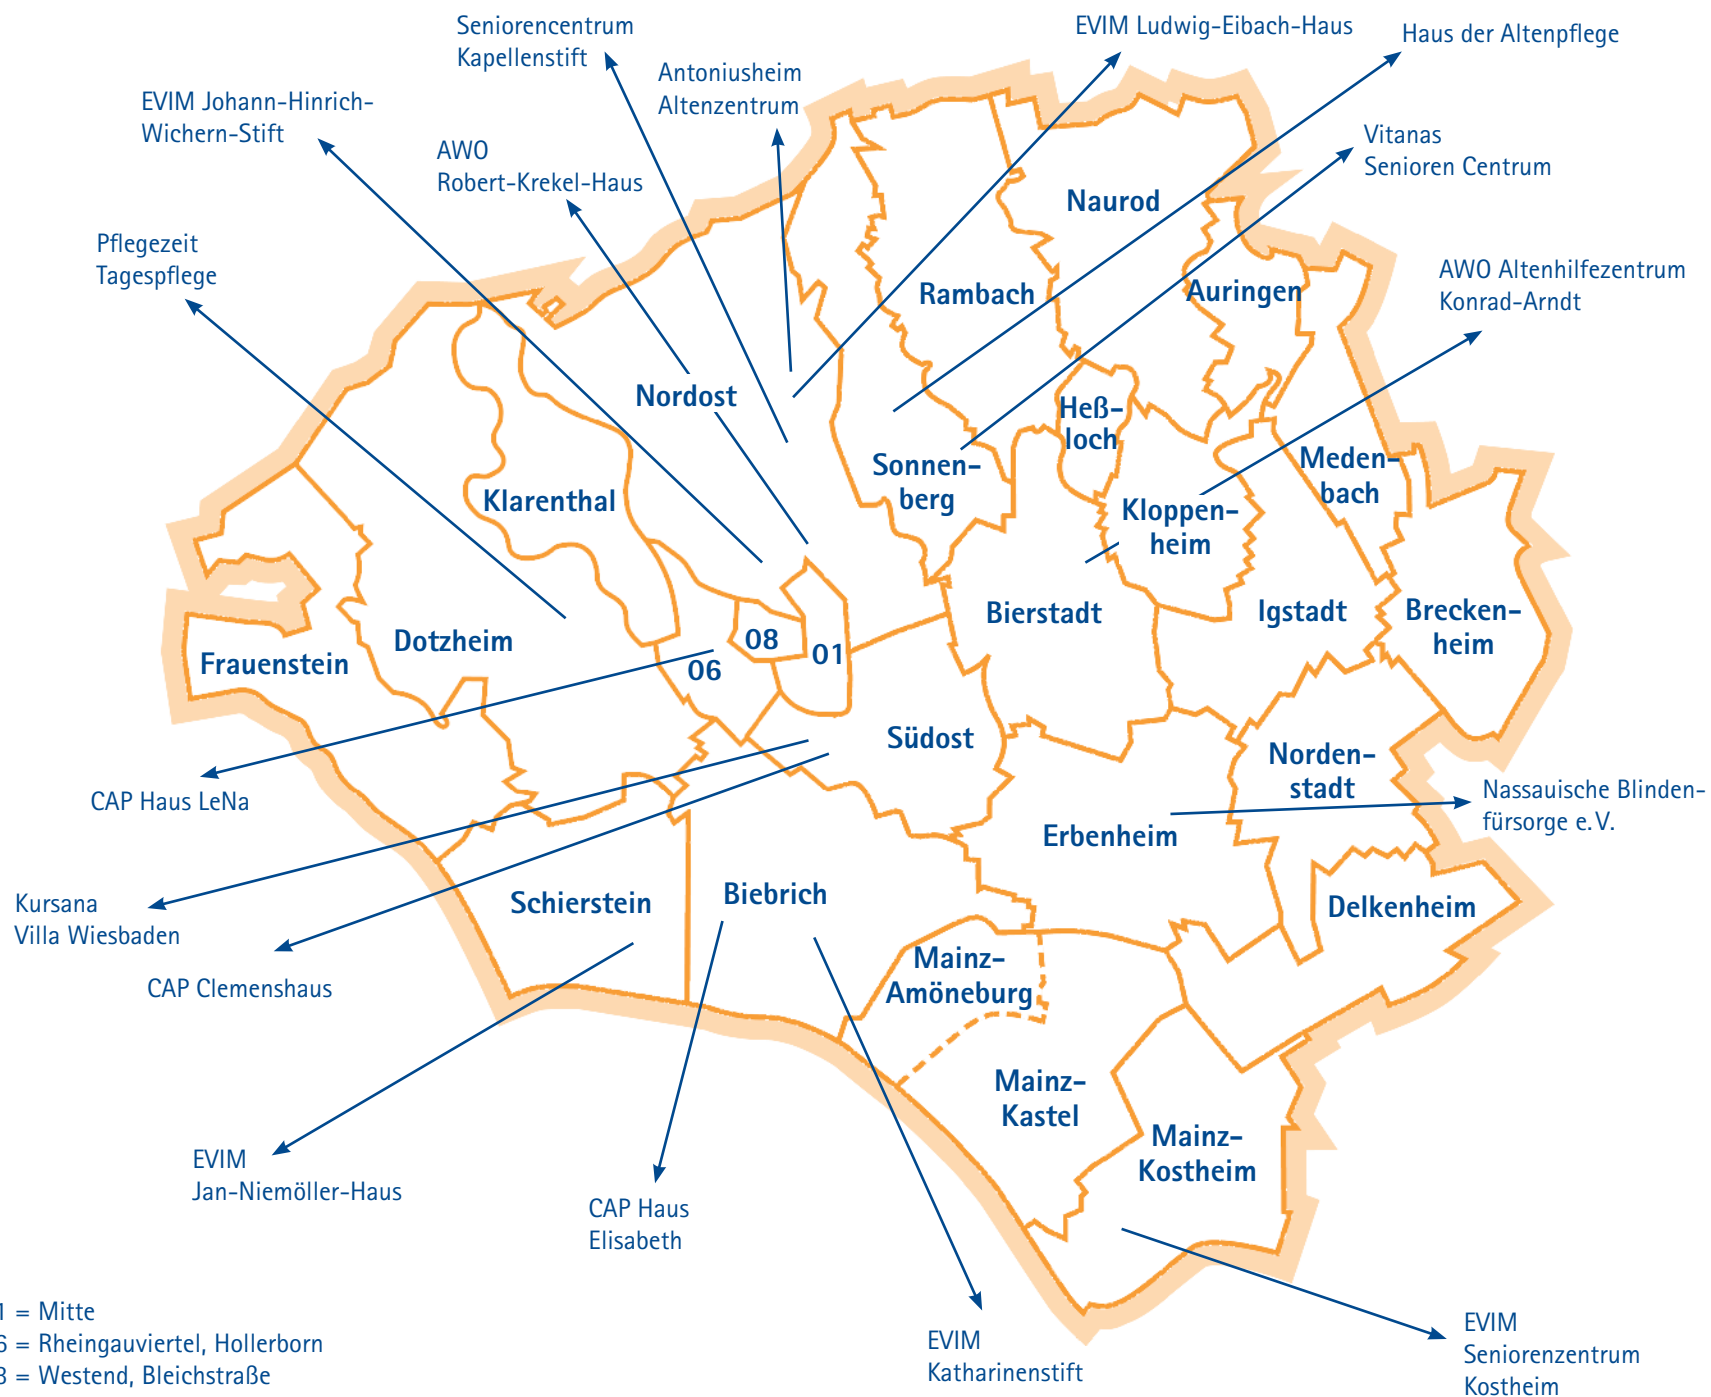 Seniorencentrum
Kapellenstift
EVIM Ludwig-Eibach-Haus
Haus der Altenpflege
Antoniusheim
Altenzentrum
EVIM Johann-Hinrich-
Wichern-Stift
AWO
Robert-Krekel-Haus
Vitanas
Senioren Centrum
Pflegezeit
Tagespflege
AWO Altenhilfezentrum
Konrad-Arndt
Naurod
Rambach
Auringen
Nordost
Heß-
loch
Sonnen-
berg
Meden-
bach
Klarenthal
Kloppen-
heim
Bierstadt
Igstadt
Brecken-
heim
Dotzheim
Frauenstein
08
01
06
Südost
Norden-
stadt
CAP Haus LeNa
Nassauische Blinden-
fürsorge e.V.
Erbenheim
Kursana
Villa Wiesbaden
Schierstein
Biebrich
Delkenheim
CAP Clemenshaus
Mainz-
Amöneburg
Mainz-
Kastel
Mainz-
Kostheim
EVIM
Jan-Niemöller-Haus
CAP Haus
Elisabeth
EVIM
Katharinenstift
EVIM
Seniorenzentrum
Kostheim
1 = Mitte
6 = Rheingauviertel, Hollerborn
8 = Westend, Bleichstraße